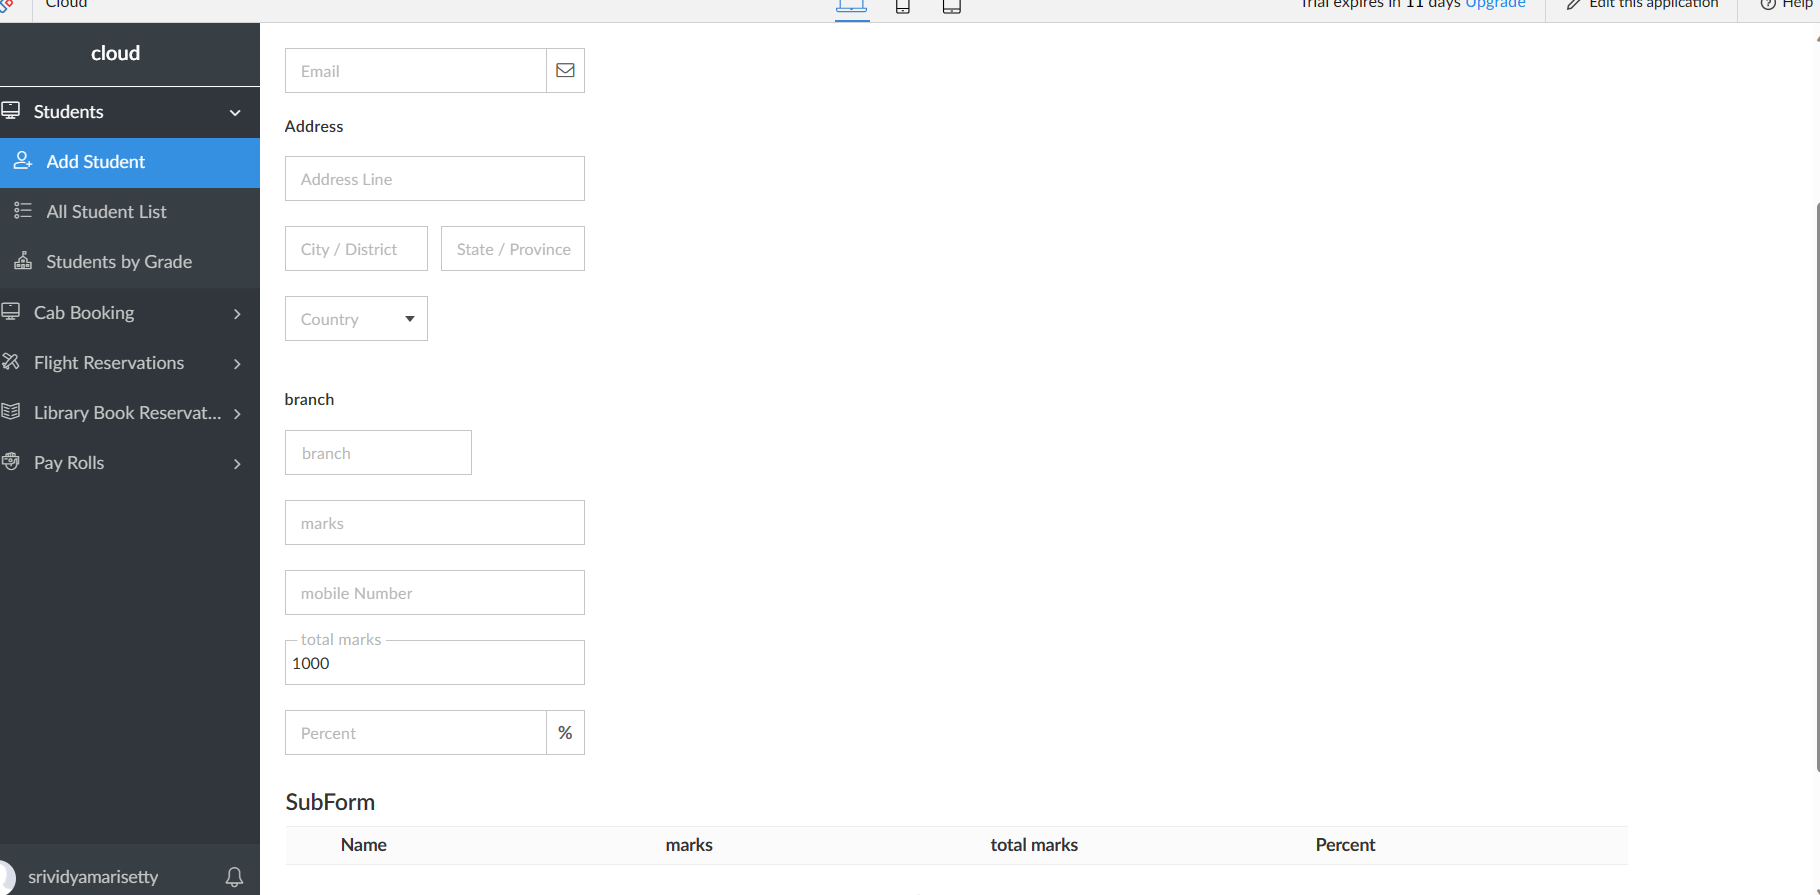 Cloud
Trial expires in 11 days Upgrade
Edit this application
Help
cloud
Students
Add Student
All Student List
Students by Grade
Cab Booking
Flight Reservations
Library Book Reservat...
Pay Rolls
srividyamarisetty
Email
Address
Address Line
City / District
State / Province
Country
branch
branch
marks
mobile Number
total marks
1000
Percent
%
SubForm
Name marks total marks Percent